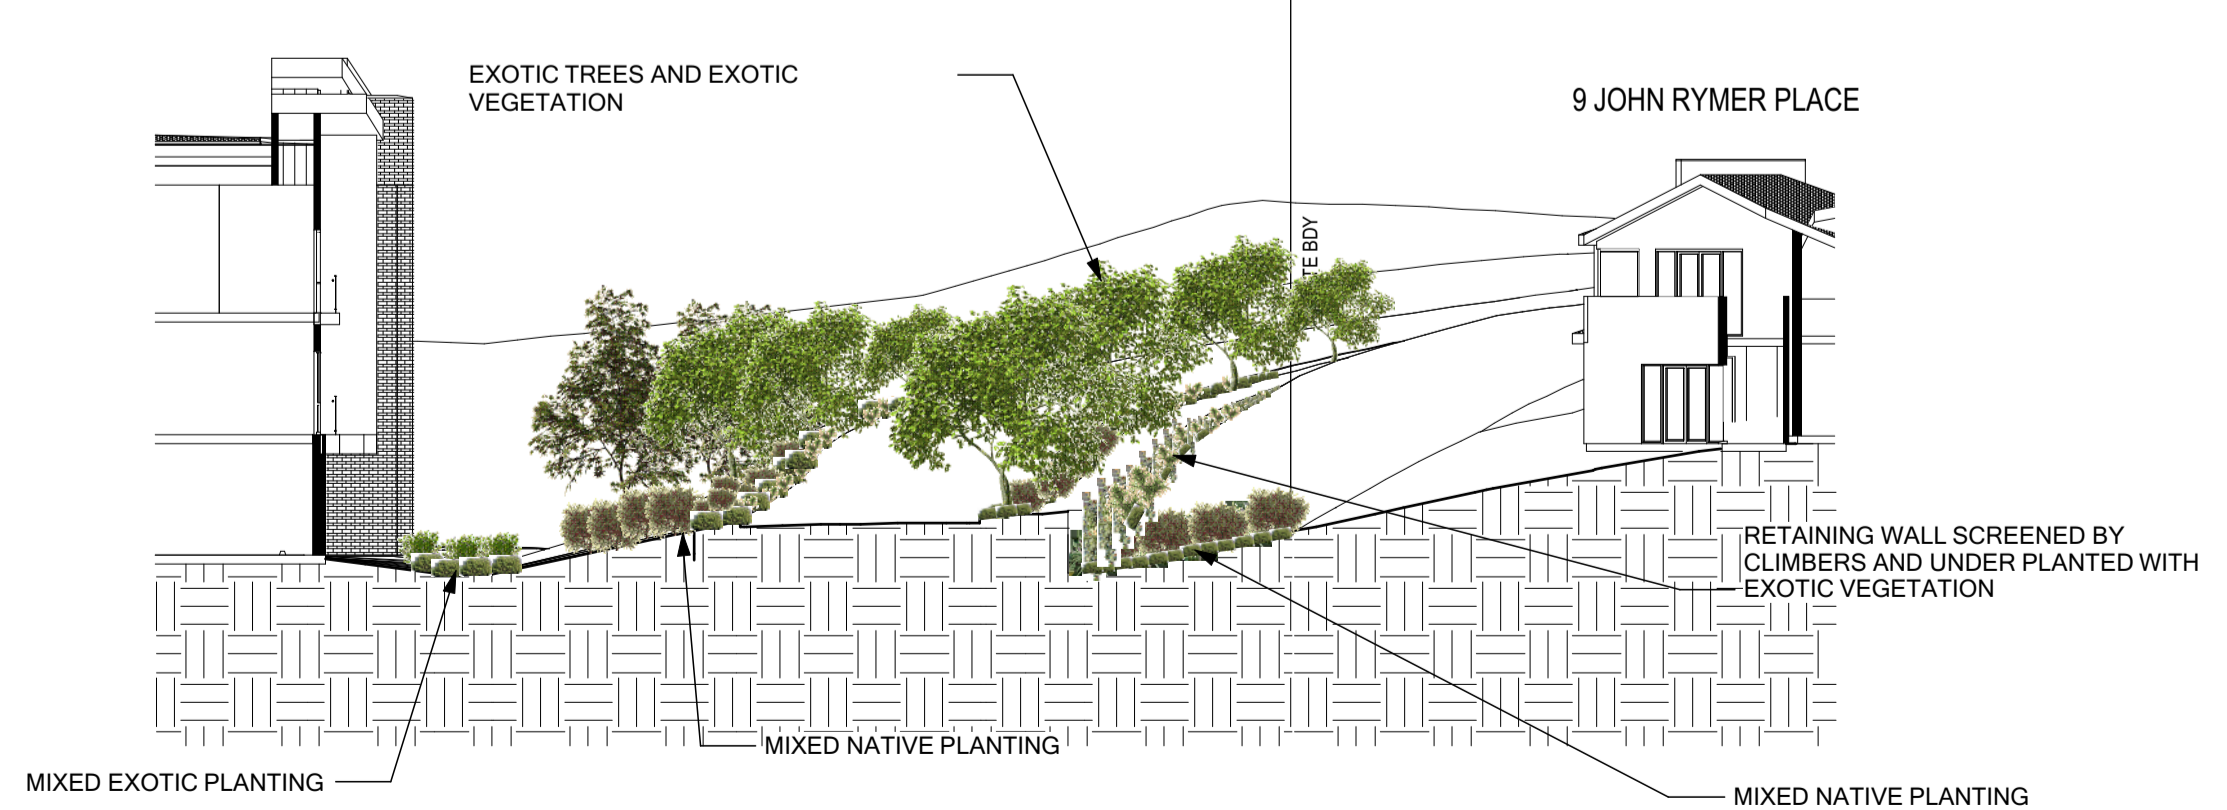 EXOTIC TREES AND EXOTIC
VEGETATION
9 JOHN RYMER PLACE
TE BDY
RETAINING WALL SCREENED BY
CLIMBERS AND UNDER PLANTED WITH
EXOTIC VEGETATION
MIXED NATIVE PLANTING
MIXED EXOTIC PLANTING
MIXED NATIVE PLANTING